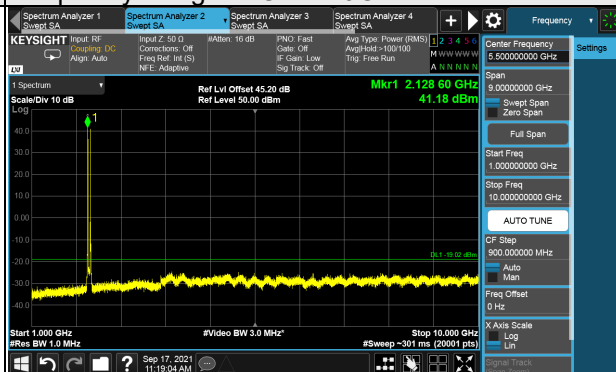 Spectrum Analyzer 1
Swept SA
Spectrum Analyzer 2
Swept SA
Spectrum Analyzer 3
Swept SA
Spectrum Analyzer 4
Swept SA
+
Frequency
KEYSIGHT
Input: RF
Coupling: DC
Align: Auto
Input Z: 50 Ω
Corrections: Off
Freq Ref: Int (S)
NFE: Adaptive
#Atten: 16 dB
PNO: Fast
Gate: Off
IF Gain: Low
Sig Track: Off
Avg Type: Power (RMS)
Avg|Hold:>100/100
Trig: Free Run
1 2 3 4 5 6
M W W W W W
A N N N N N
LXI
1 Spectrum
Scale/Div 10 dB
Log
Ref Lvl Offset 45.20 dB
Ref Level 50.00 dBm
Mkr1 2.128 60 GHz
41.18 dBm
1
40.0
30.0
20.0
10.0
0.00
-10.0
-20.0
-30.0
-40.0
DL1 -19.02 dBm
Start 1.000 GHz
#Res BW 1.0 MHz
#Video BW 3.0 MHz*
Stop 10.000 GHz
#Sweep ~301 ms (20001 pts)
Sep 17, 2021
11:19:04 AM
?
Center Frequency
5.500000000 GHz
Settings
Span
9.00000000 GHz
Swept Span
Zero Span
Full Span
Start Freq
1.000000000 GHz
Stop Freq
10.000000000 GHz
AUTO TUNE
CF Step
900.000000 MHz
Auto
Man
Freq Offset
0 Hz
X Axis Scale
Log
Lin
Signal Track